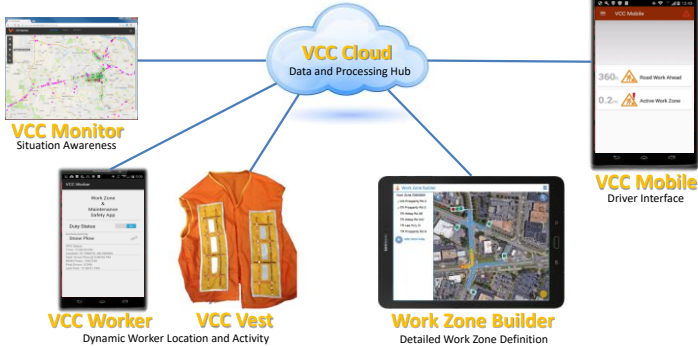 VCC Cloud
Data and Processing Hub
VCC Monitor
Situation Awareness
VCC Mobile
360
Road Work Ahead
0.2
Active Work Zone
VCC Mobile
Driver Interface
VCC Worker
Work Zone
&
Maintenance
Safety App
Duty Status
Snow Plow
Work Zone Builder
VCC Worker
VCC Vest
Dynamic Worker Location and Activity
Work Zone Builder
Detailed Work Zone Definition